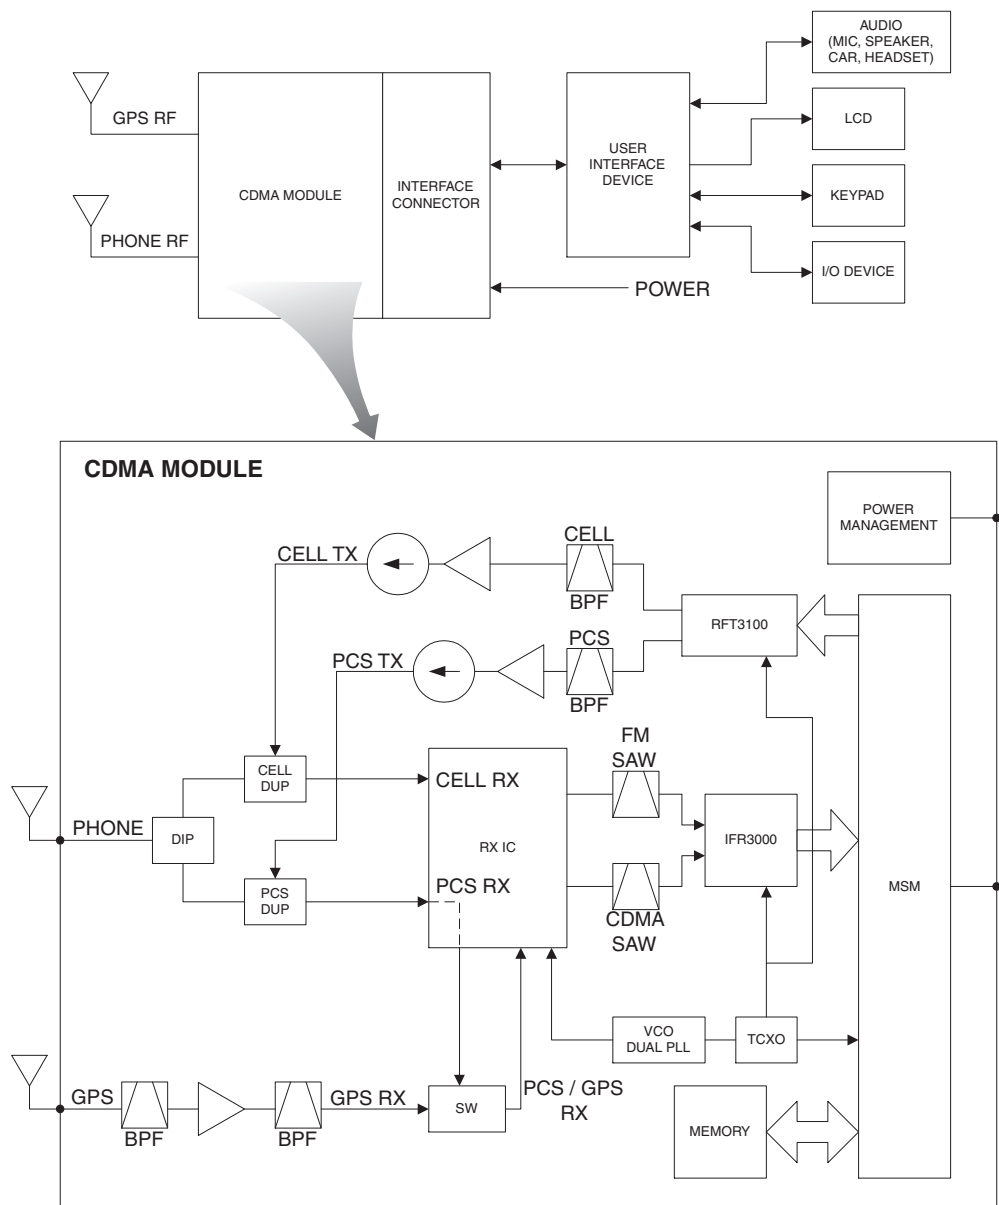 AUDIO
(MIC, SPEAKER,
CAR, HEADSET)
GPS RF
LCD
USER
INTERFACE
DEVICE
CDMA MODULE
INTERFACE
CONNECTOR
KEYPAD
PHONE RF
I/O DEVICE
POWER
CDMA MODULE
POWER
MANAGEMENT
CELL
CELL TX
BPF
RFT3100
PCS
PCS TX
BPF
FM
SAW
CELL
DUP
CELL RX
PHONE
DIP
RX IC
IFR3000
PCS
DUP
PCS RX
MSM
CDMA
SAW
VCO
DUAL PLL
TCXO
GPS
BPF
BPF
GPS RX
SW
PCS / GPS
RX
MEMORY